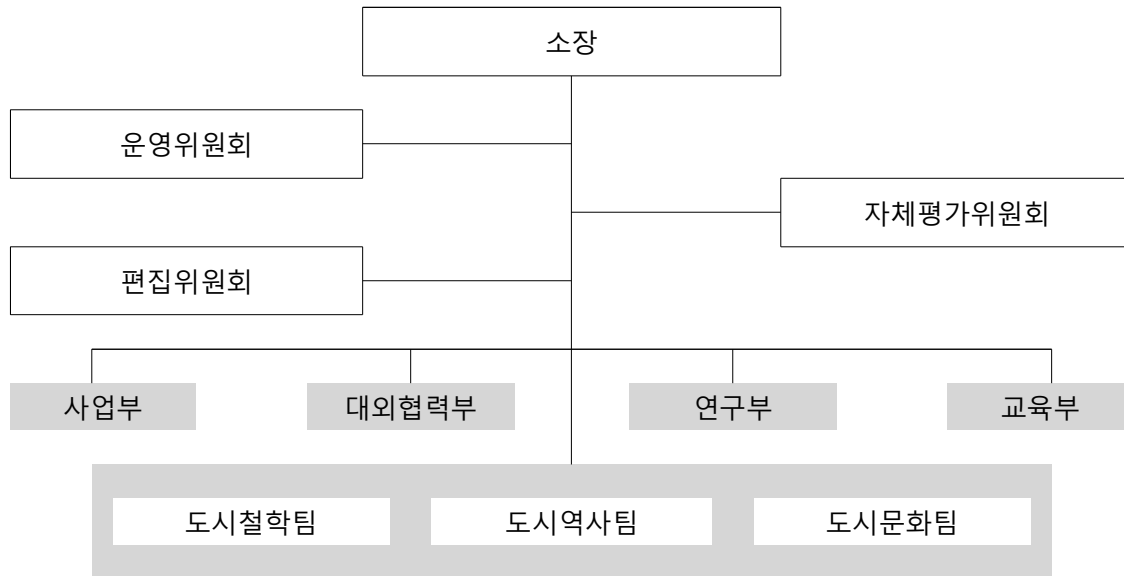 소장
운영위원회
자체평가위원회
편집위원회
사업부
대외협력부
연구부
교육부
도시철학팀
도시역사팀
도시문화팀